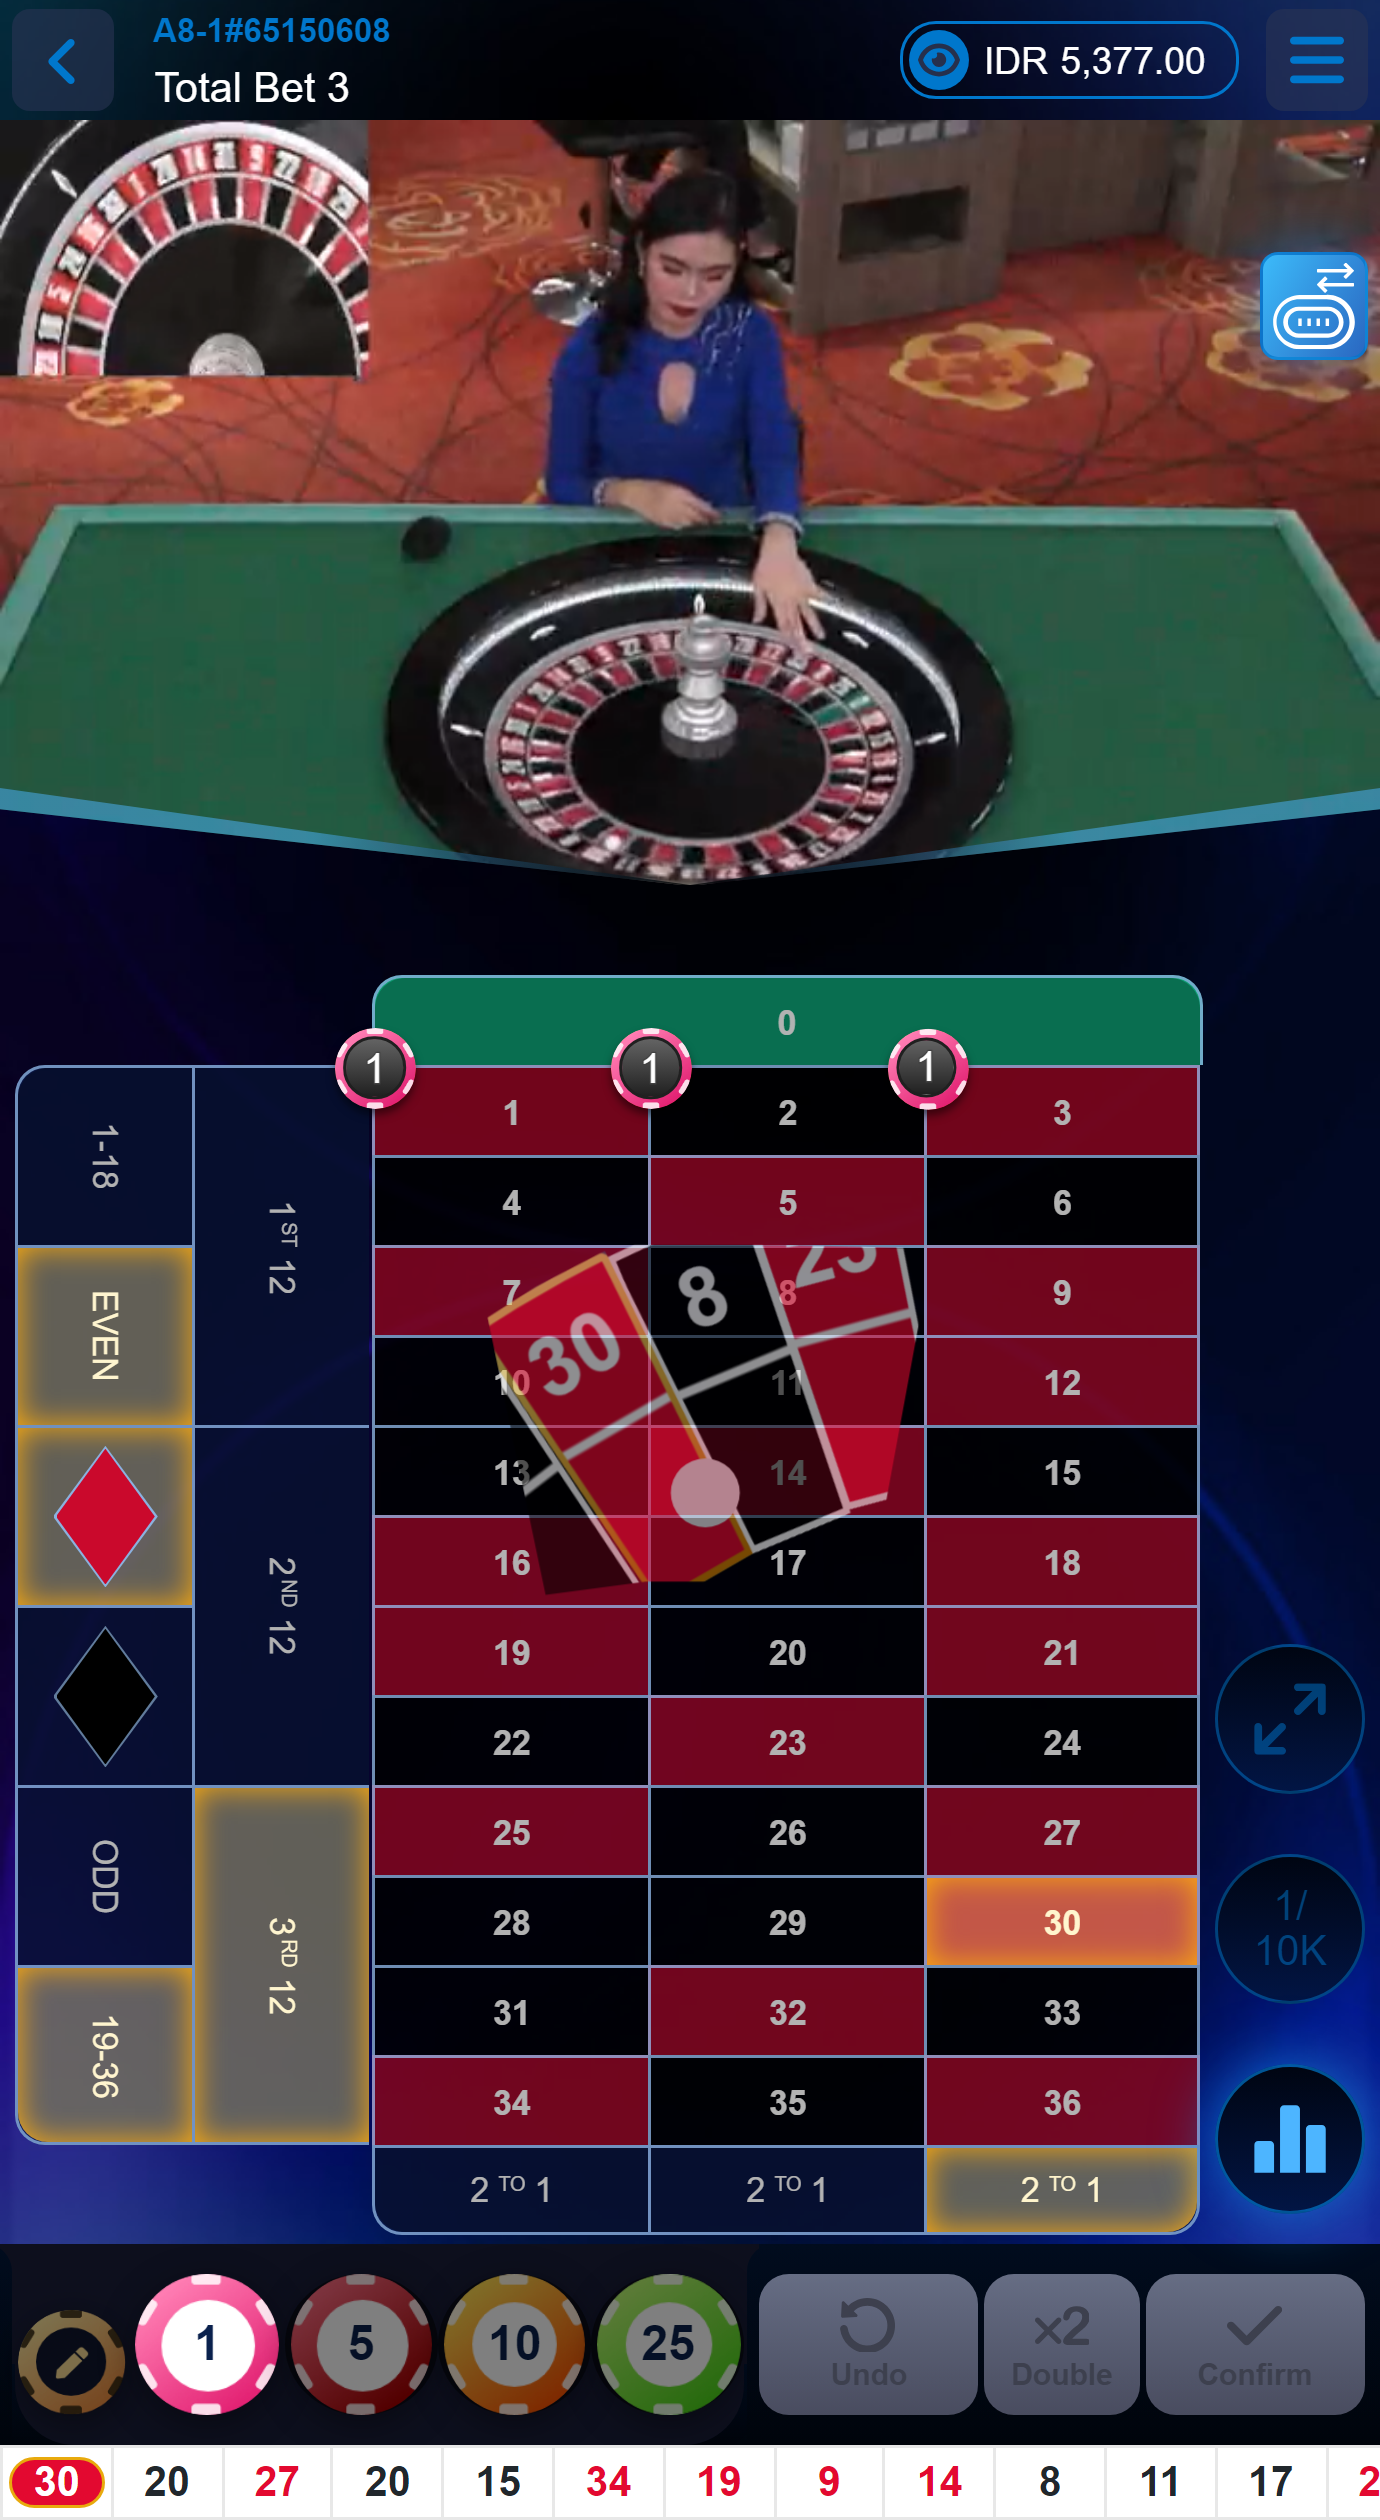 A8-1#65150608
Total Bet 3
IDR 5,377.00
0
1 1 1
1 2 3
4 5 6
7 8 9
10 11 12
13 14 15
16 17 18
19 20 21
22 23 24
25 26 27
28 29 30
31 32 33
34 35 36
2 TO 1 2 TO 1 2 TO 1
1-18
EVEN
ODD
19-36
1ST 12
2ND 12
3RD 12
30 8 23
1/
10K
1 5 10 25
Undo
x2
Double
Confirm
30 20 27 20 15 34 19 9 14 8 11 17